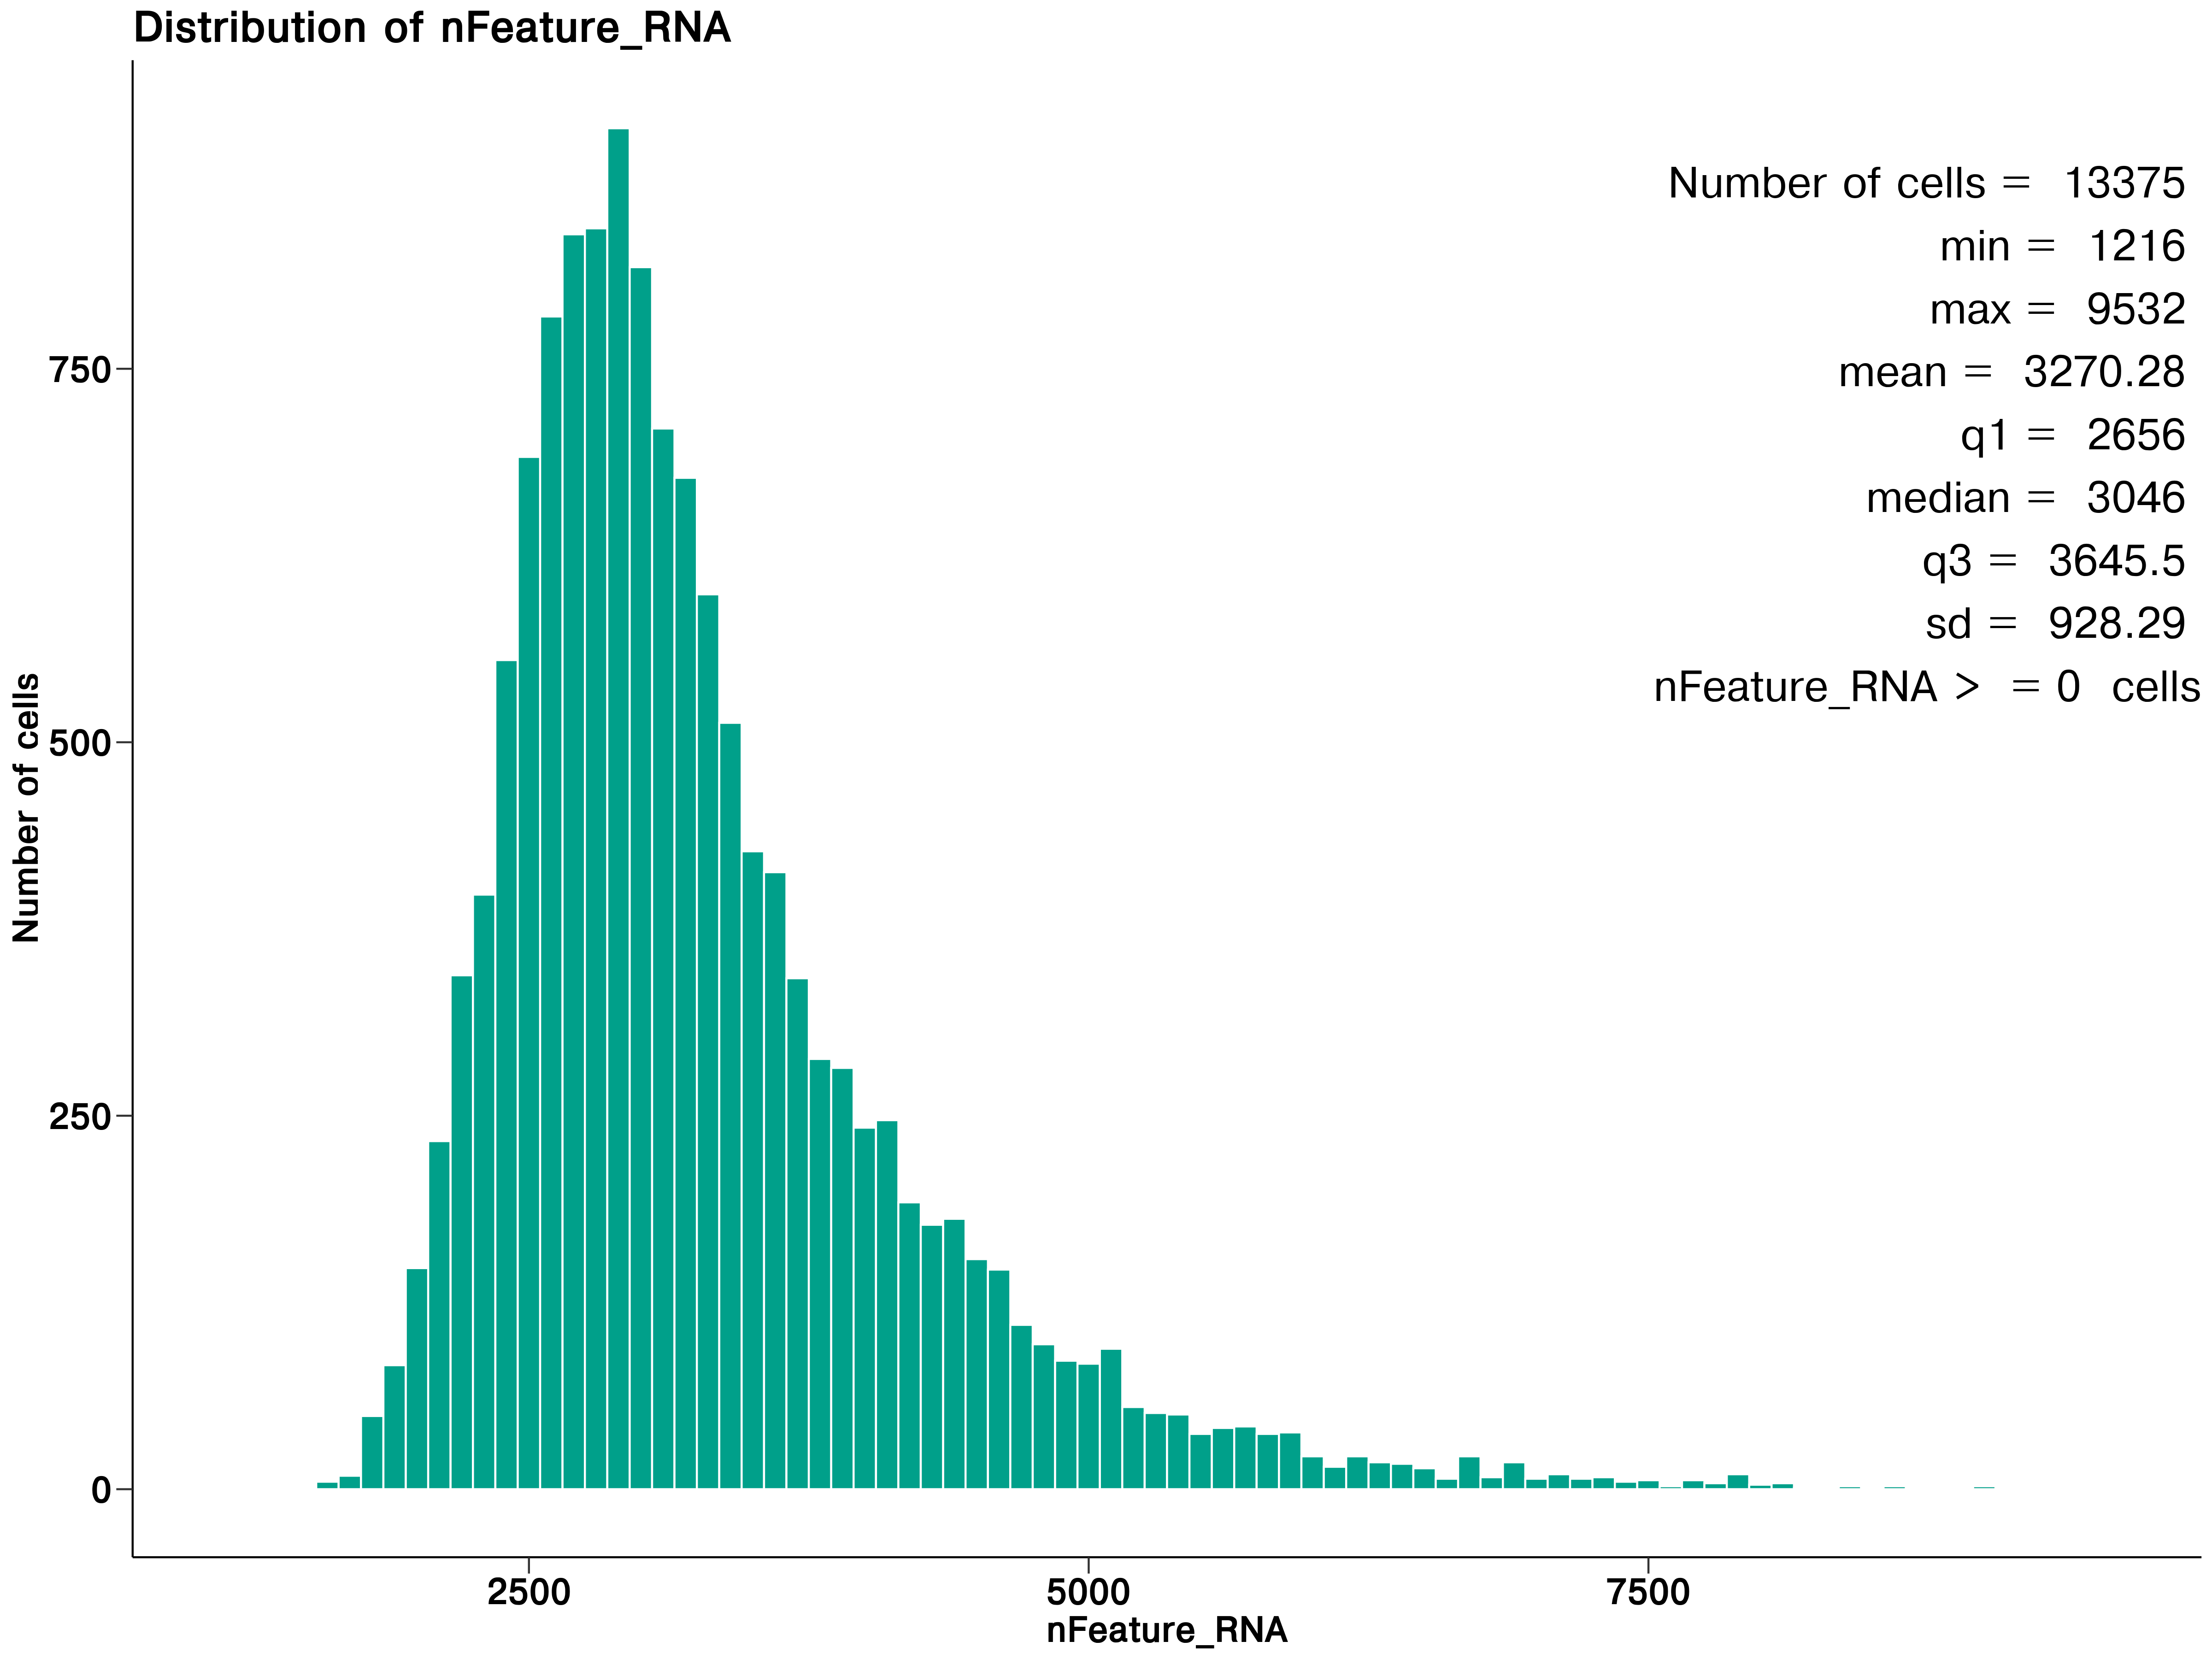 Distribution of nFeature_RNA
Number of cells = 13375
min = 1216
max = 9532
mean = 3270.28
q1 = 2656
median = 3046
q3 = 3645.5
sd = 928.29
nFeature_RNA > = 0 cells
Number of cells
750
500
250
0
2500 5000 7500
nFeature_RNA